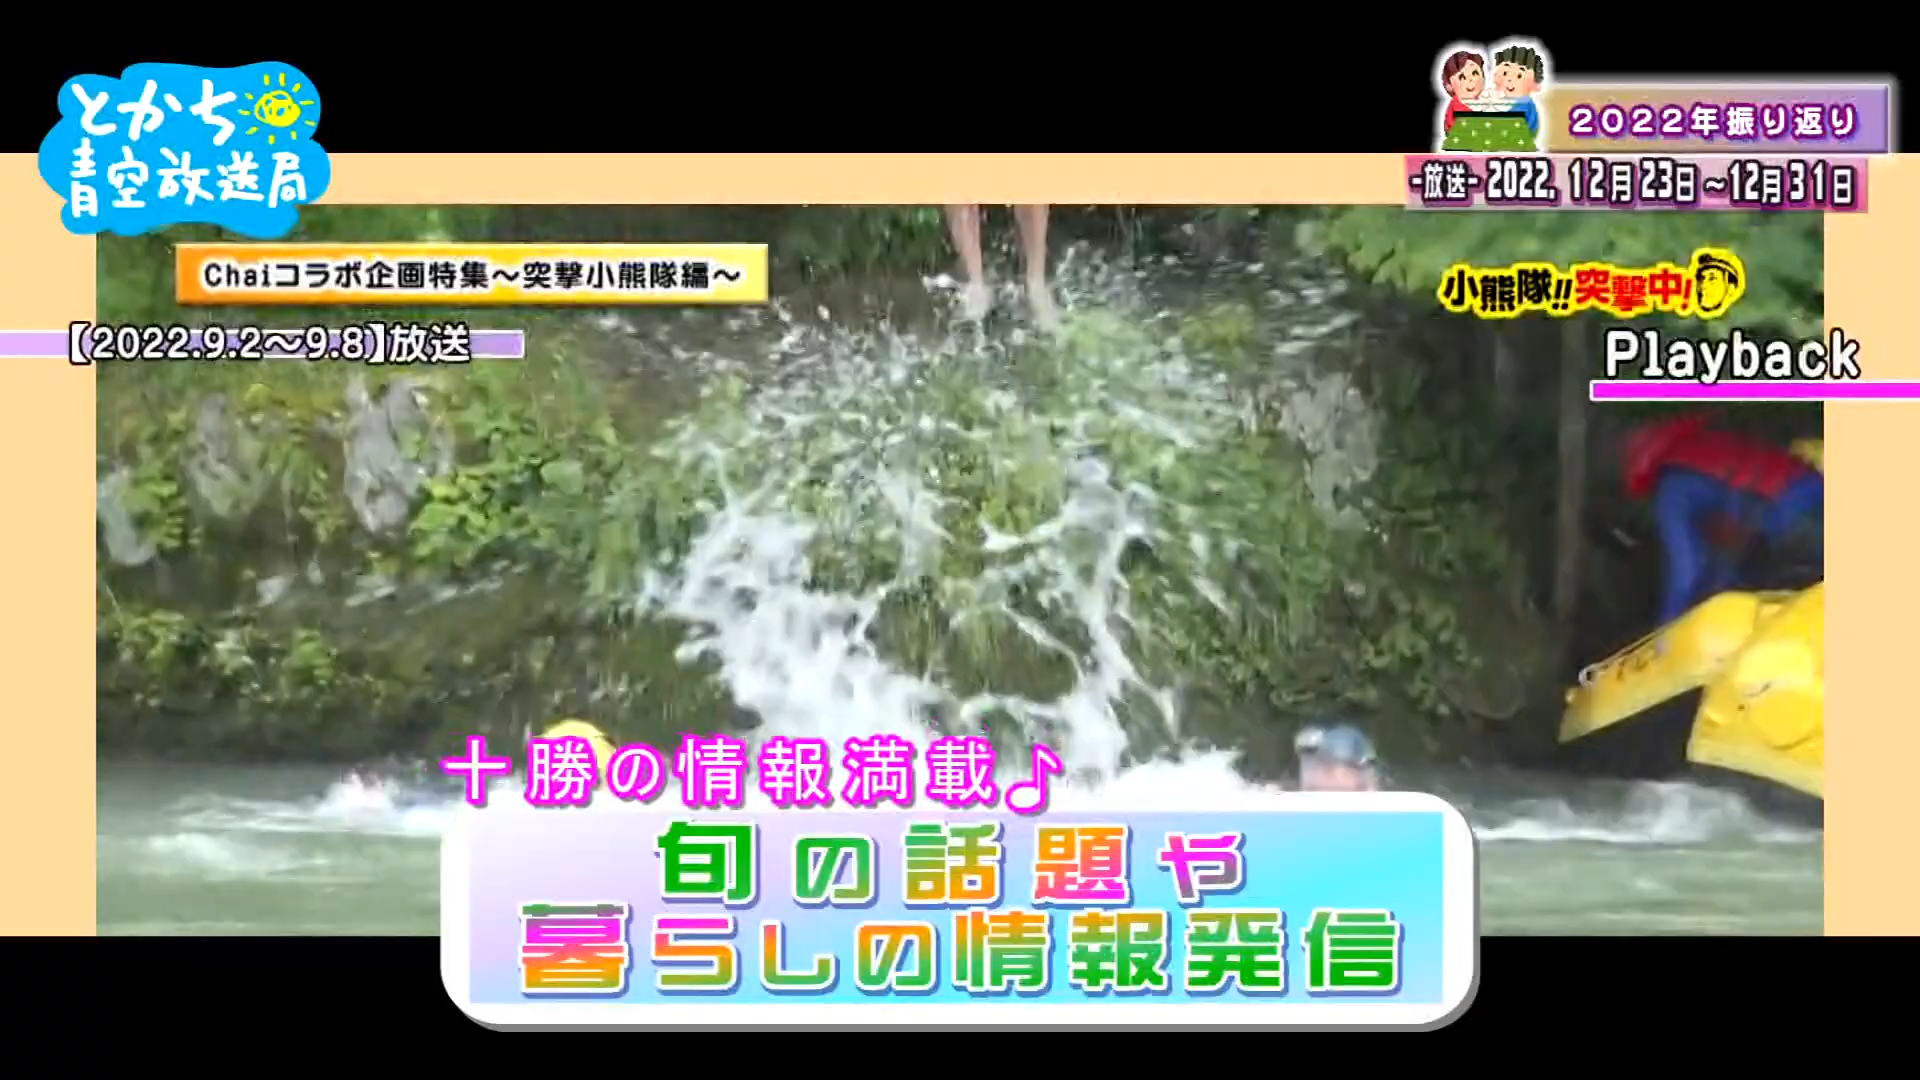 とかち
青空放送局
2022年振り返り
-放送- 2022. 12月23日~12月31日
Chaiコラボ企画特集~突撃小熊隊編~
小熊隊!!突撃中!
【2022.9.2~9.8】放送
Playback
十勝の情報満載♪
旬の話題や
暮らしの情報発信